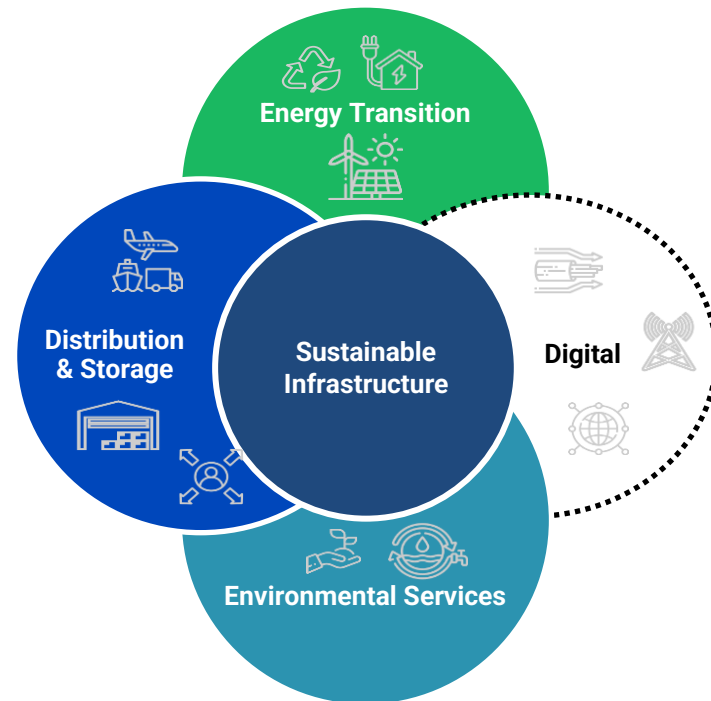 Energy Transition
Distribution
& Storage
Sustainable
Infrastructure
Digital
Environmental Services